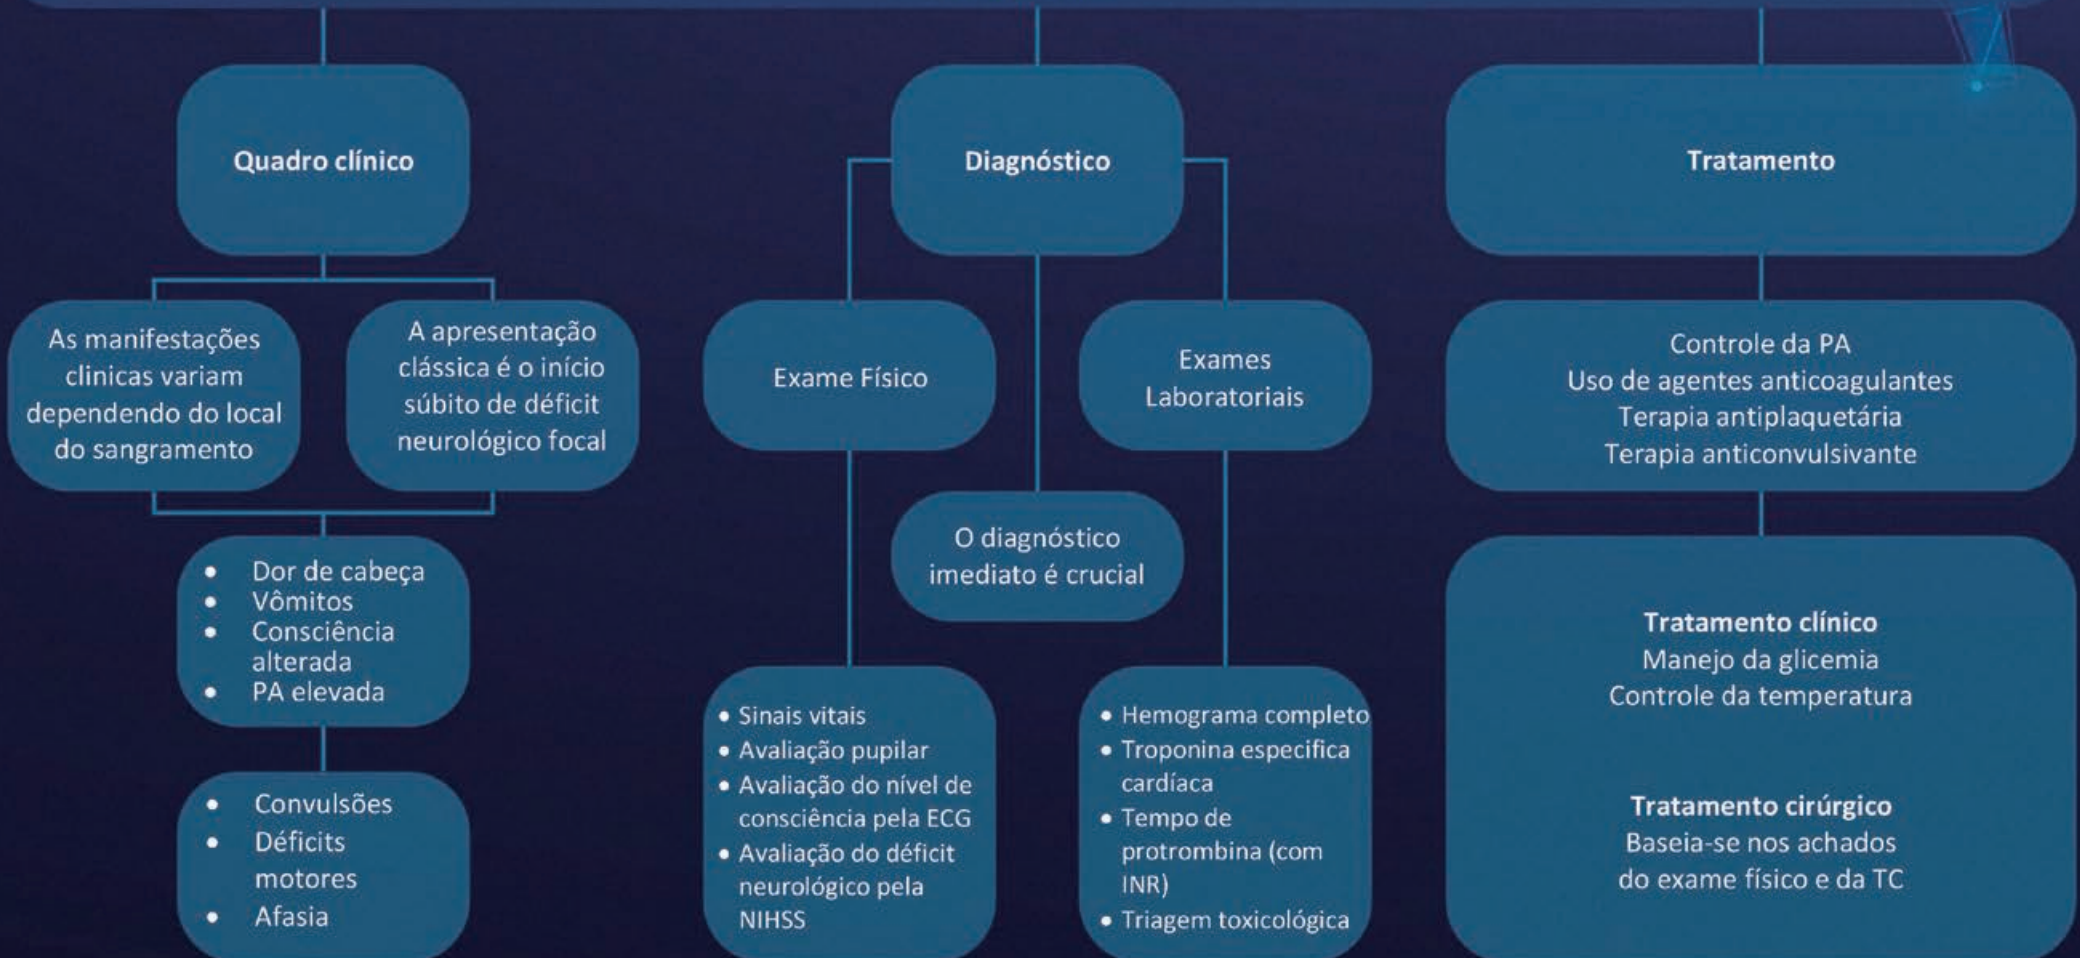 Quadro clínico
As manifestações
clinicas variam
dependendo do local
do sangramento
A apresentação
clássica é o início
súbito de déficit
neurológico focal
• Dor de cabeça
• Vômitos
• Consciência
alterada
• PA elevada
• Convulsões
• Déficits
motores
• Afasia
Diagnóstico
Exame Físico
Exames
Laboratoriais
O diagnóstico
imediato é crucial
• Sinais vitais
• Avaliação pupilar
• Avaliação do nível de
consciência pela ECG
• Avaliação do déficit
neurológico pela
NIHSS
• Hemograma completo
• Troponina especifica
cardíaca
• Tempo de
protrombina (com
INR)
• Triagem toxicológica
Tratamento
Controle da PA
Uso de agentes anticoagulantes
Terapia antiplaquetária
Terapia anticonvulsivante
Tratamento clínico
Manejo da glicemia
Controle da temperatura
Tratamento cirúrgico
Baseia-se nos achados
do exame físico e da TC